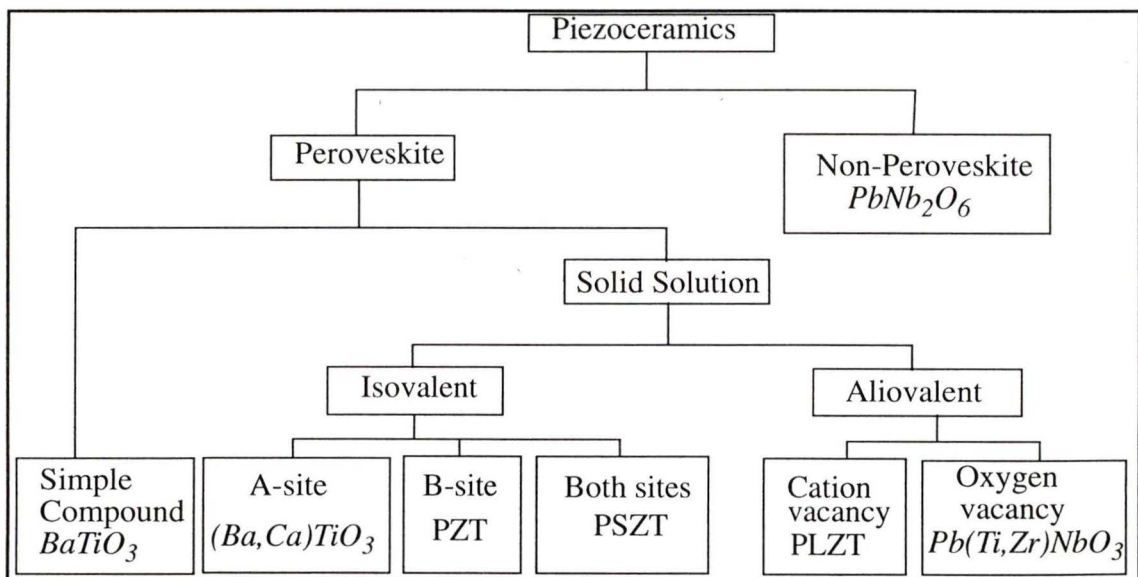 Piezoceramics
Peroveskite
Non-Peroveskite
PbNb₂O₆
Solid Solution
Isovalent
Aliovalent
Simple
Compound
BaTiO₃
A-site
(Ba,Ca)TiO₃
B-site
PZT
Both sites
PSZT
Cation
vacancy
PLZT
Oxygen
vacancy
Pb(Ti,Zr)NbO₃